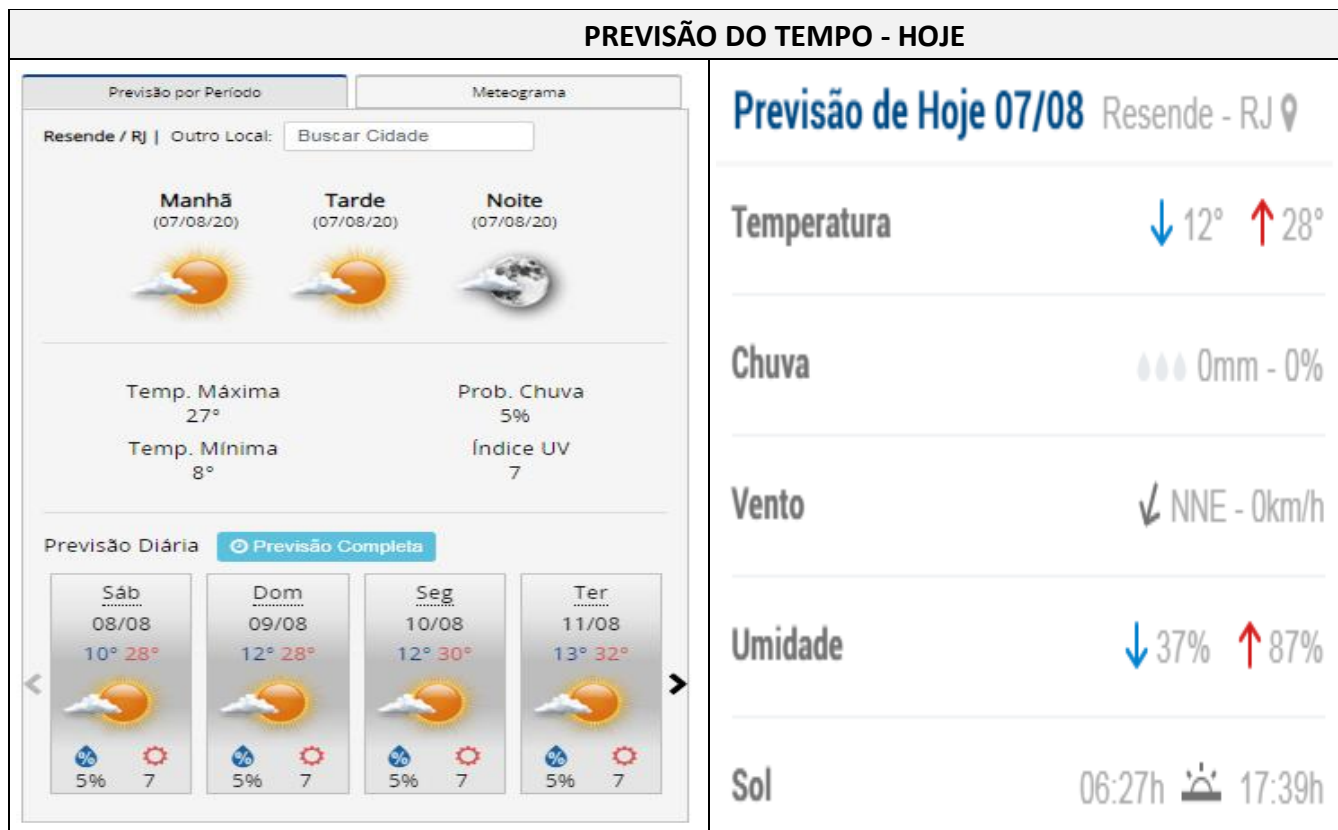 PREVISÃO DO TEMPO - HOJE
Previsão por Período
Meteograma
Resende / RJ | Outro Local: Buscar Cidade
Manhã Tarde Noite
(07/08/20) (07/08/20) (07/08/20)
Temp. Máxima Prob. Chuva
27° 5%
Temp. Mínima Índice UV
8° 7
Previsão Diária Previsão Completa
Sáb Dom Seg Ter
08/08 09/08 10/08 11/08
10° 28° 12° 28° 12° 30° 13° 32°
% % % %
5% 7 5% 7 5% 7 5% 7
Previsão de Hoje 07/08 Resende - RJ
Temperatura 12° 28°
Chuva 0mm - 0%
Vento NNE - 0km/h
Umidade 37% 87%
Sol 06:27h 17:39h